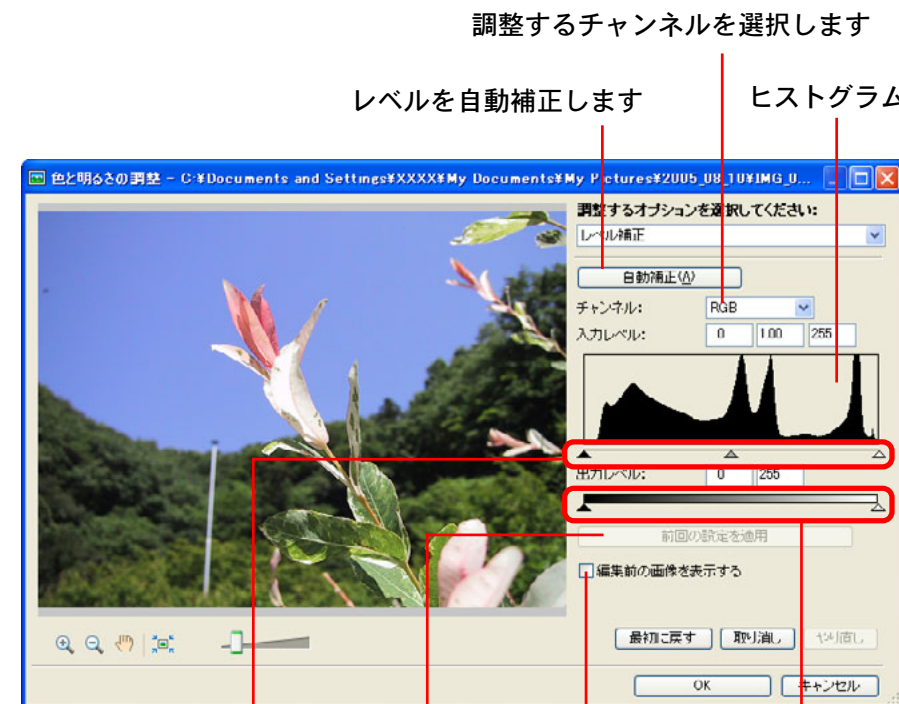 調整するチャンネルを選択します
レベルを自動補正します
ヒストグラム
色と明るさの調整 - C:¥Documents and Settings¥XXXX¥My Documents¥My Pictures¥2005_08_10¥IMG_0...
調整するオプションを選択してください:
レベル補正
自動補正(A)
チャンネル: RGB
入力レベル: 0 1.00 255
出力レベル: 0 255
前回の設定を適用
編集前の画像を表示する
最初に戻す 取り消し やり直し
OK キャンセル